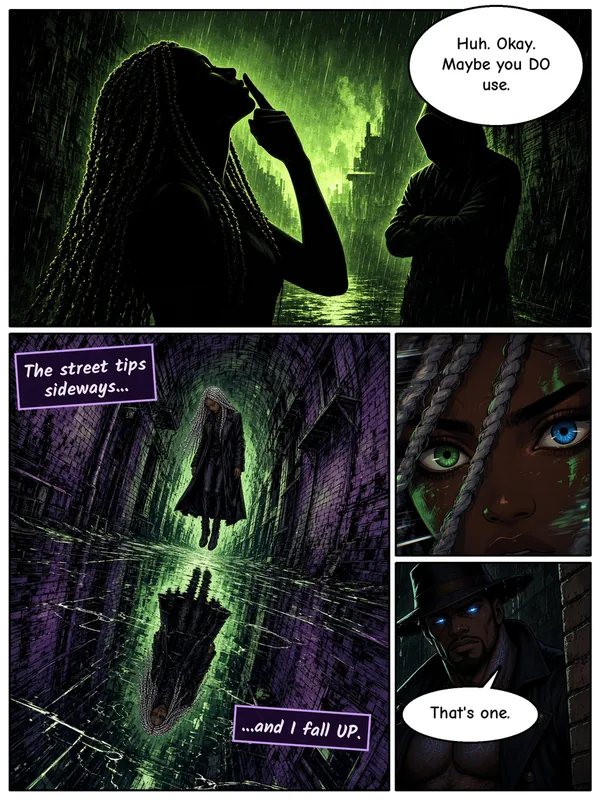 Huh. Okay.
Maybe you DO
use.
The street tips
sideways...
...and I fall UP.
That's one.